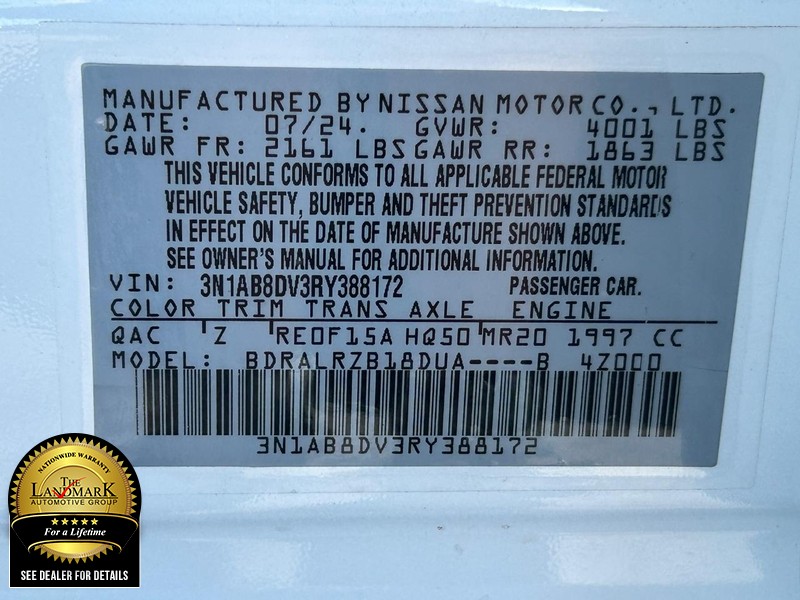 MANUFACTURED BY NISSAN MOTOR CO., LTD.
DATE: 07/24. GVWR: 4001 LBS
GAWR FR: 2161 LBS GAWR RR: 1863 LBS
THIS VEHICLE CONFORMS TO ALL APPLICABLE FEDERAL MOTOR
VEHICLE SAFETY, BUMPER AND THEFT PREVENTION STANDARDS
IN EFFECT ON THE DATE OF MANUFACTURE SHOWN ABOVE.
SEE OWNER'S MANUAL FOR ADDITIONAL INFORMATION.
VIN: 3N1AB8DV3RY388172 PASSENGER CAR.
COLOR TRIM TRANS AXLE ENGINE
QAC Z RE0F15A HQ50 MR20 1997 CC
MODEL: BDRALRZB18DUA----B 4Z000
3N1AB8DV3RY388172
NATIONWIDE WARRANTY
THE
LANDMARK
AUTOMOTIVE GROUP
For a Lifetime
SEE DEALER FOR DETAILS